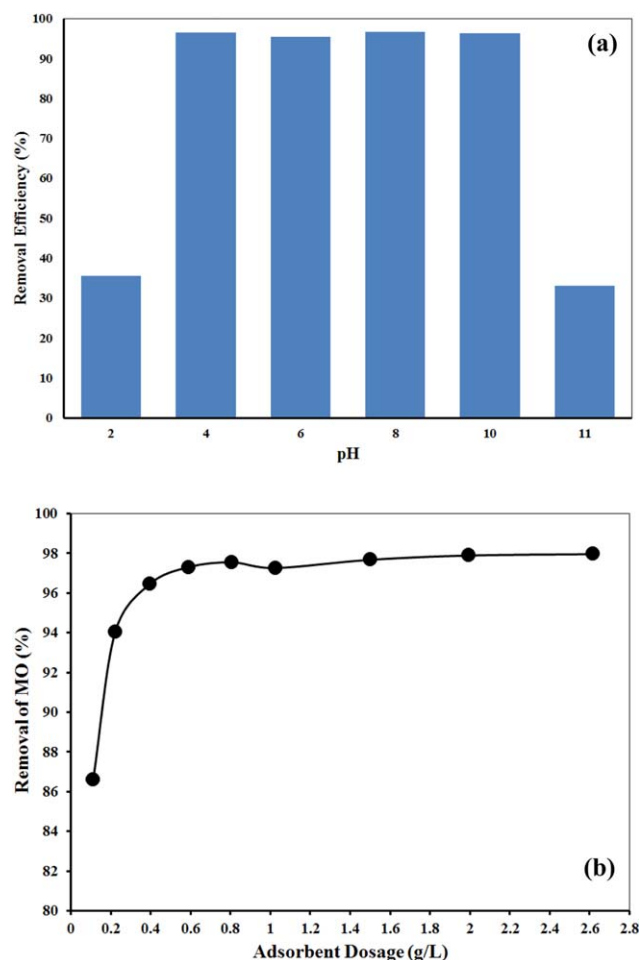 (a)
Removal Efficiency (%)
100
90
80
70
60
50
40
30
20
10
0
2 4 6 8 10 11
pH
Removal of MO (%)
100
98
96
94
92
90
88
86
84
82
80
(b)
0 0.2 0.4 0.6 0.8 1 1.2 1.4 1.6 1.8 2 2.2 2.4 2.6 2.8
Adsorbent Dosage (g/L)